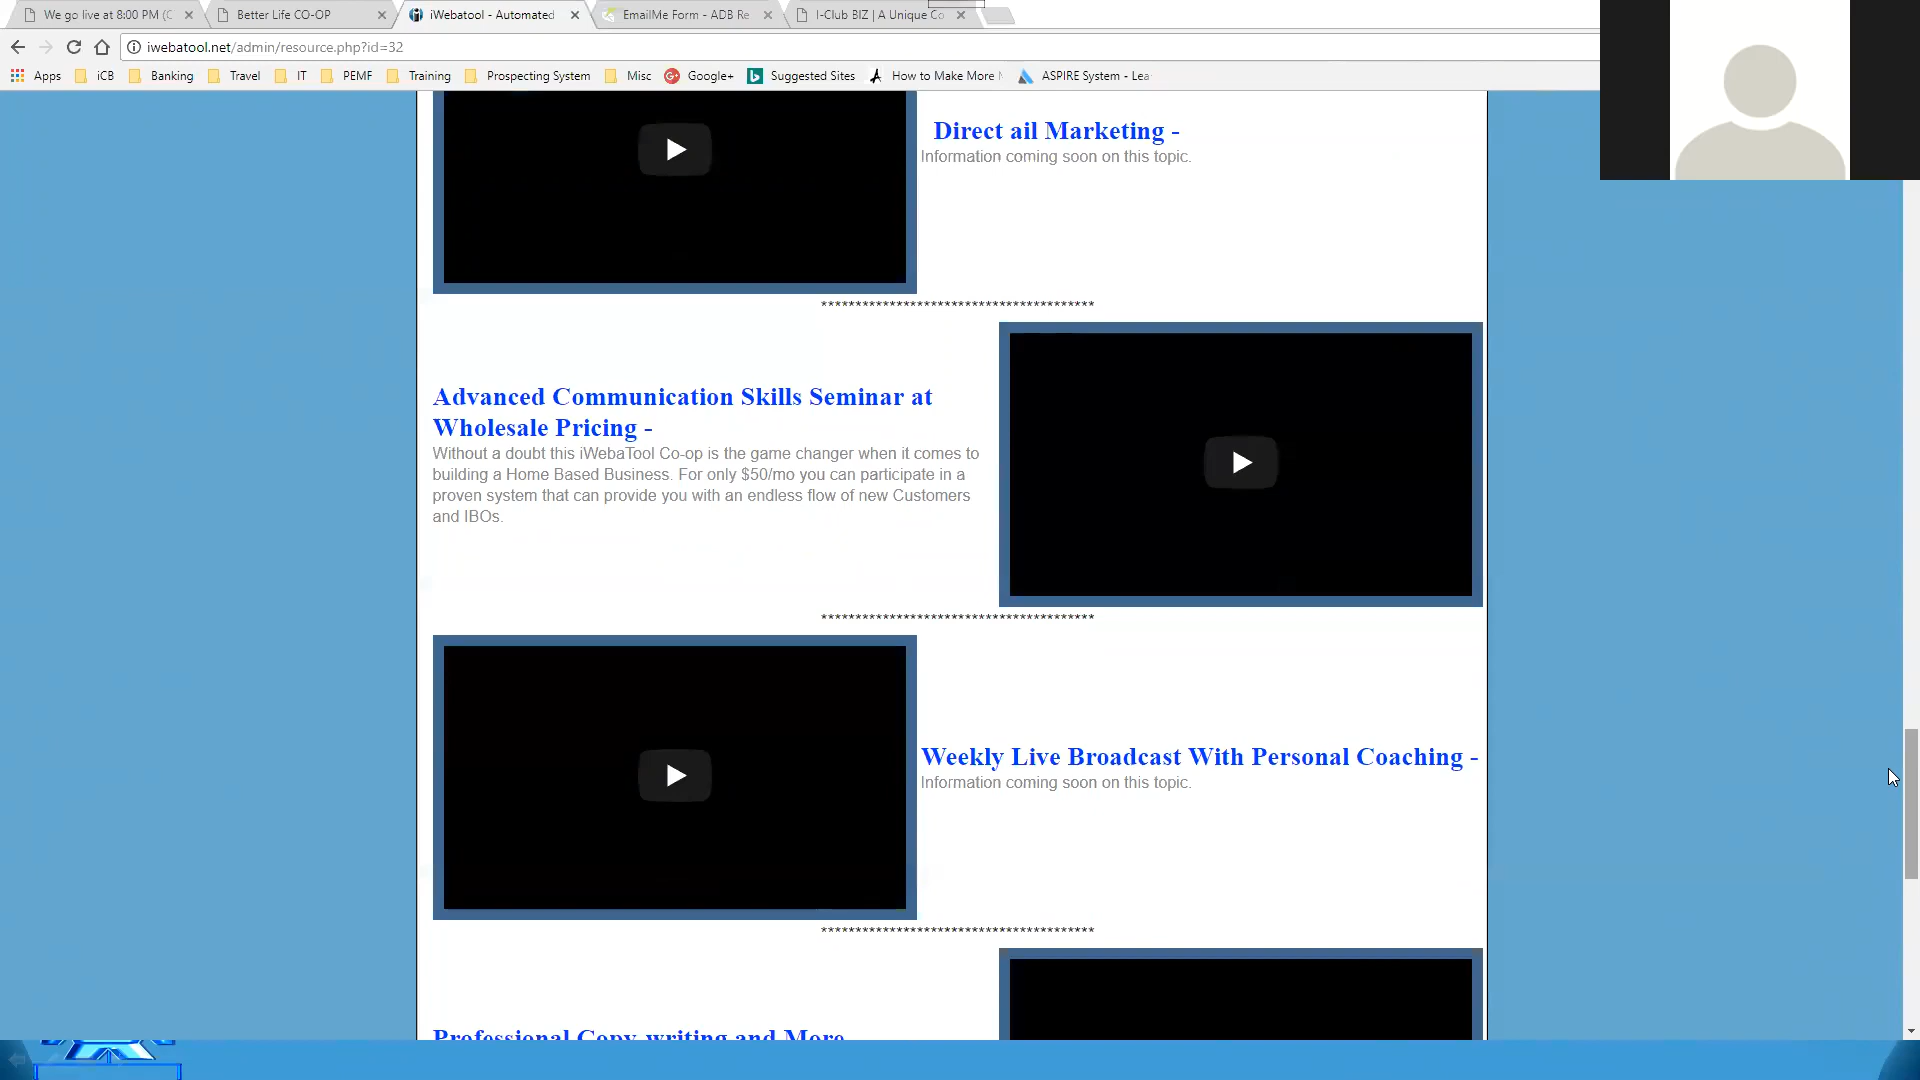 We go live at 8:00 PM (C
Better Life CO-OP
iWebatool - Automated
EmailMe Form - ADB Re
I-Club BIZ | A Unique Co
iwebatool.net/admin/resource.php?id=32
Apps
iCB
Banking
Travel
IT
PEMF
Training
Prospecting System
Misc
Google+
Suggested Sites
How to Make More
ASPIRE System - Lea
Direct ail Marketing -
Information coming soon on this topic.
****************************************
Advanced Communication Skills Seminar at
Wholesale Pricing -
Without a doubt this iWebaTool Co-op is the game changer when it comes to
building a Home Based Business. For only $50/mo you can participate in a
proven system that can provide you with an endless flow of new Customers
and IBOs.
****************************************
Weekly Live Broadcast With Personal Coaching -
Information coming soon on this topic.
****************************************
Professional Copy-writing and More